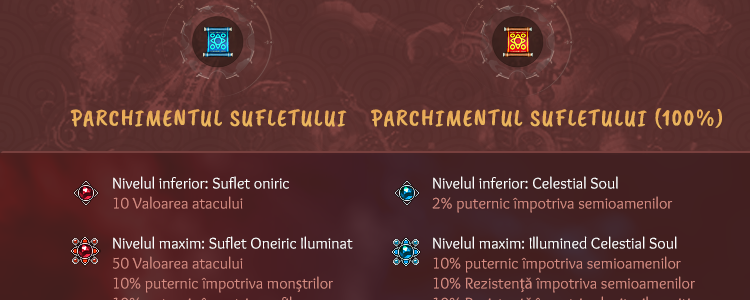 PARCHIMENTUL SUFLETULUI
PARCHIMENTUL SUFLETULUI (100%)
Nivelul inferior: Suflet oniric
10 Valoarea atacului
Nivelul maxim: Suflet Oneiric Iluminat
50 Valoarea atacului
10% puternic împotriva monștrilor
Nivelul inferior: Celestial Soul
2% puternic împotriva semioamenilor
Nivelul maxim: Illumined Celestial Soul
10% puternic împotriva semioamenilor
10% Rezistență împotriva semioamenilor